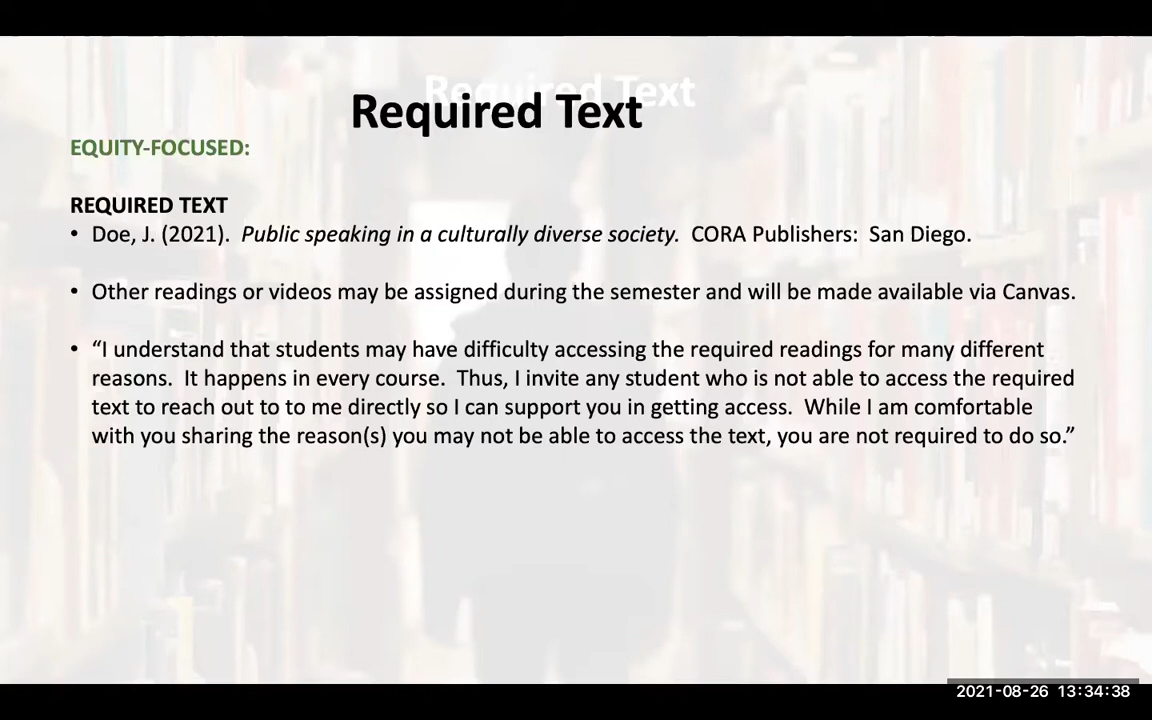 Required Text
Required Text
EQUITY-FOCUSED:
REQUIRED TEXT
• Doe, J. (2021).  Public speaking in a culturally diverse society.  CORA Publishers:  San Diego.
• Other readings or videos may be assigned during the semester and will be made available via Canvas.
• “I understand that students may have difficulty accessing the required readings for many different
reasons.  It happens in every course.  Thus, I invite any student who is not able to access the required
text to reach out to to me directly so I can support you in getting access.  While I am comfortable
with you sharing the reason(s) you may not be able to access the text, you are not required to do so.”
2021-08-26  13:34:38